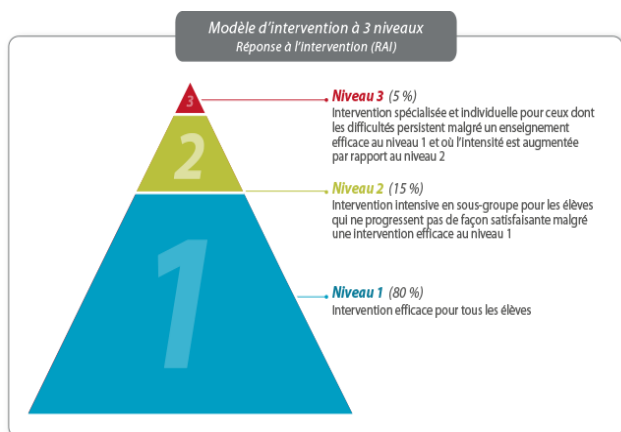 Modèle d'intervention à 3 niveaux
Réponse à l'intervention (RAI)
3
Niveau 3 (5 %)
Intervention spécialisée et individuelle pour ceux dont
les difficultés persistent malgré un enseignement
efficace au niveau 1 et où l'intensité est augmentée
par rapport au niveau 2
2
Niveau 2 (15 %)
Intervention intensive en sous-groupe pour les élèves
qui ne progressent pas de façon satisfaisante malgré
une intervention efficace au niveau 1
1
Niveau 1 (80 %)
Intervention efficace pour tous les élèves